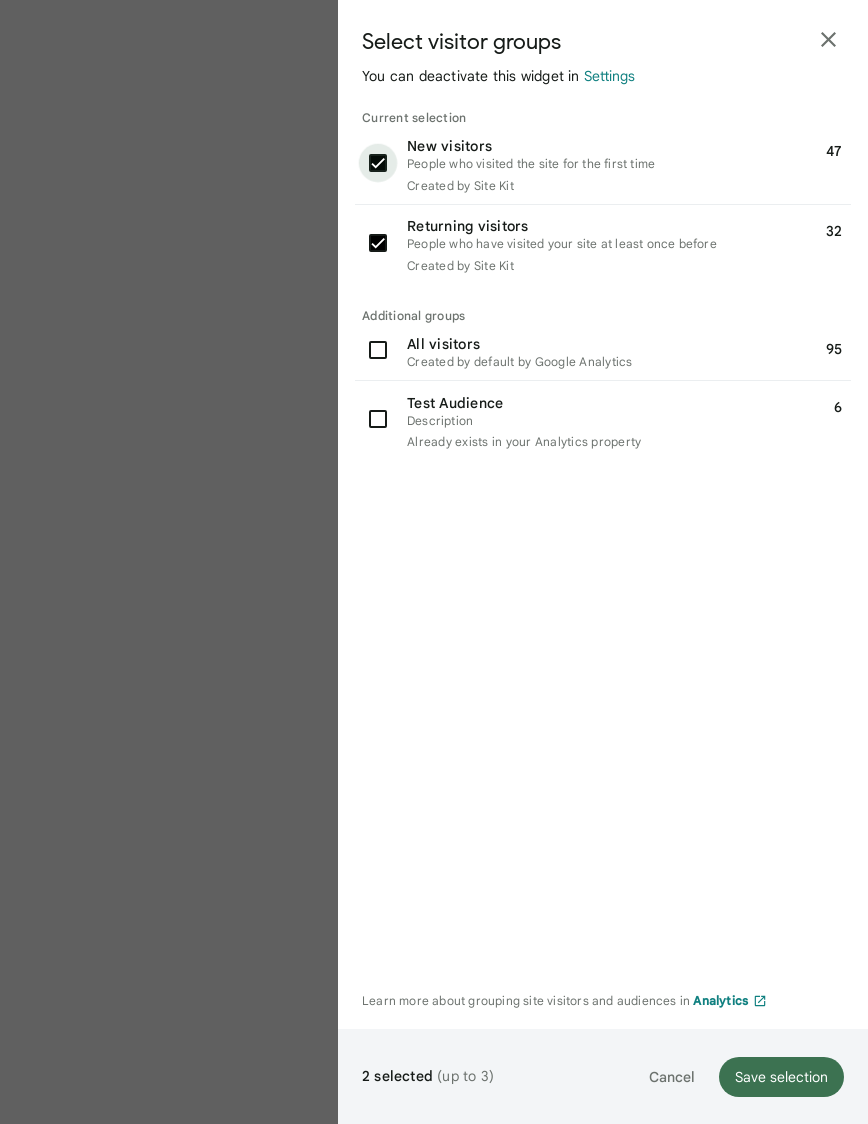 Select visitor groups
You can deactivate this widget in Settings
Current selection
New visitors 47
People who visited the site for the first time
Created by Site Kit
Returning visitors 32
People who have visited your site at least once before
Created by Site Kit
Additional groups
All visitors 95
Created by default by Google Analytics
Test Audience 6
Description
Already exists in your Analytics property
Learn more about grouping site visitors and audiences in Analytics
2 selected (up to 3) Cancel Save selection